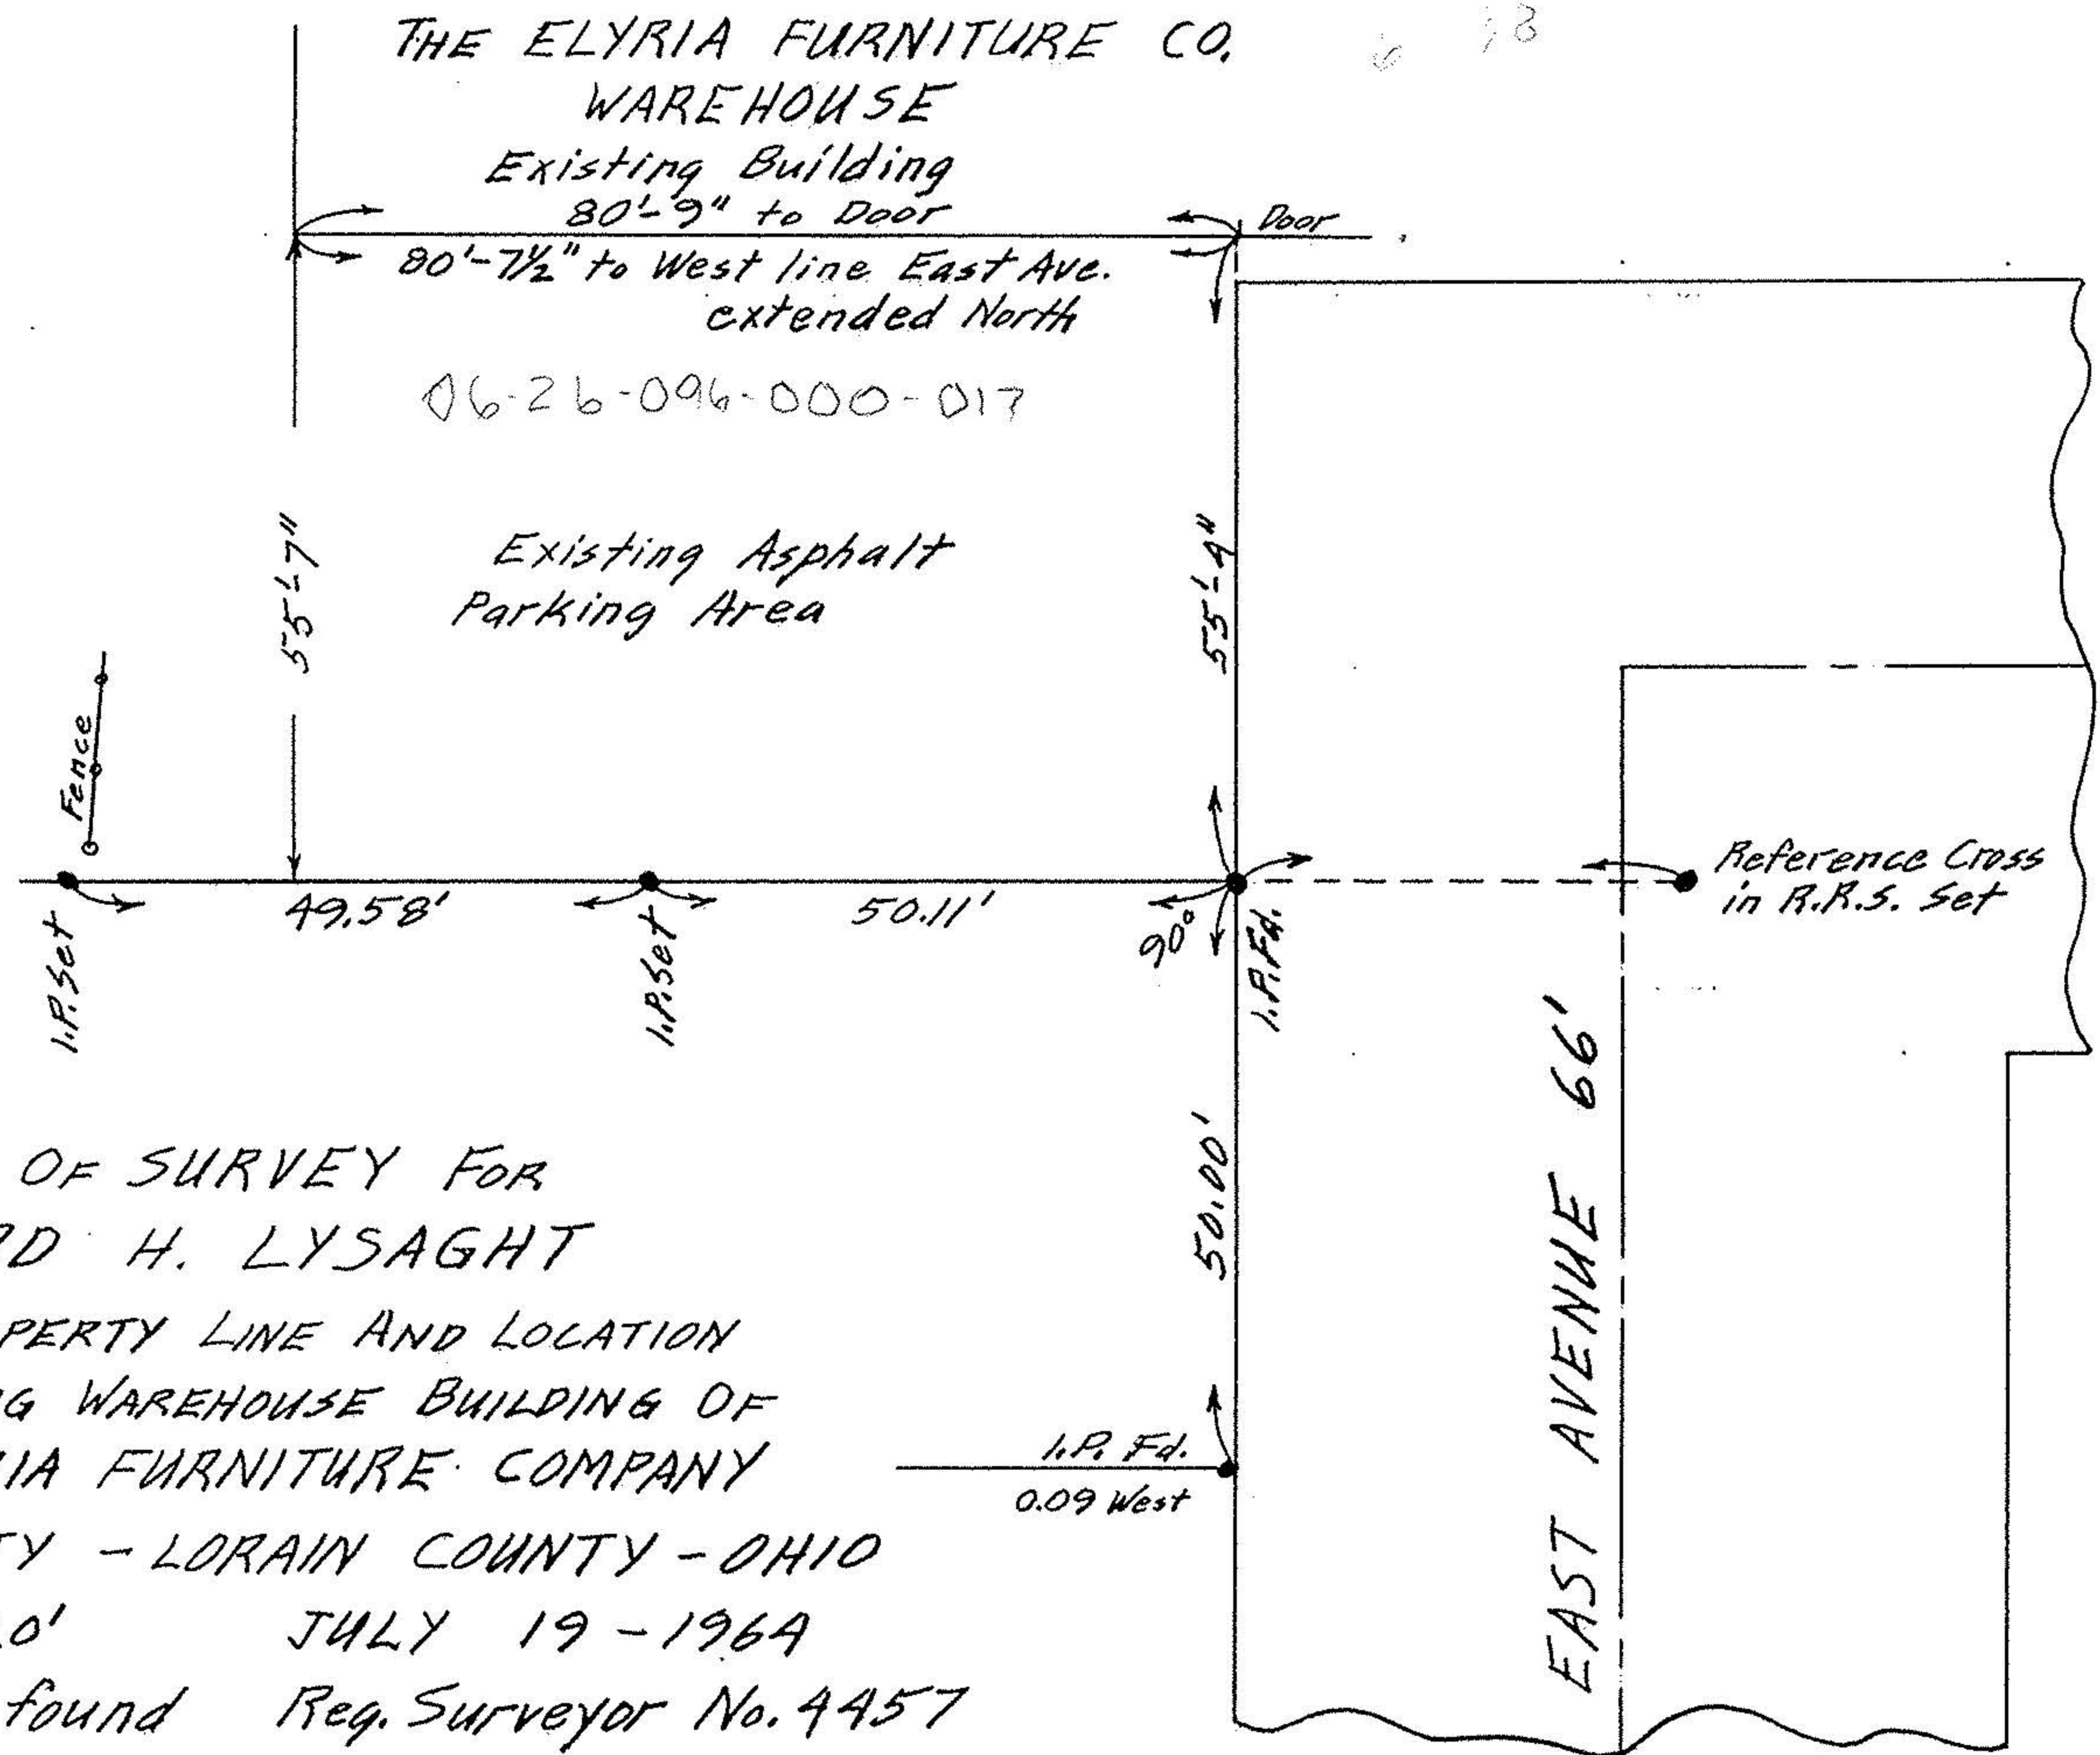 THE ELYRIA FURNITURE CO.
WAREHOUSE
Existing Building
80'-9" to Door
Door
80'-7½" to West line East Ave.
extended North
06-26-096-000-017
Existing Asphalt
Parking Area
55'-7"
55'-4"
Fence
Reference Cross
in R.R.S. Set
49.58'
50.11'
90°
I.P. Set
I.P. Set
I.P. Fd.
50.00'
EAST AVENUE 66'
I.P. Fd.
0.09 West
OF SURVEY FOR
RD H. LYSAGHT
PERTY LINE AND LOCATION
G WAREHOUSE BUILDING OF
IA FURNITURE COMPANY
TY - LORAIN COUNTY - OHIO
0' JULY 19 - 1964
found Reg. Surveyor No. 4457